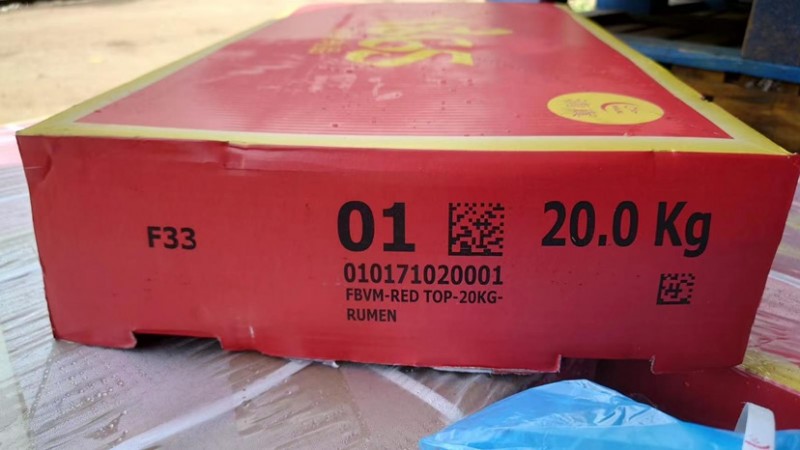 F33
01
20.0 Kg
010171020001
FBVM-RED TOP-20KG-
RUMEN